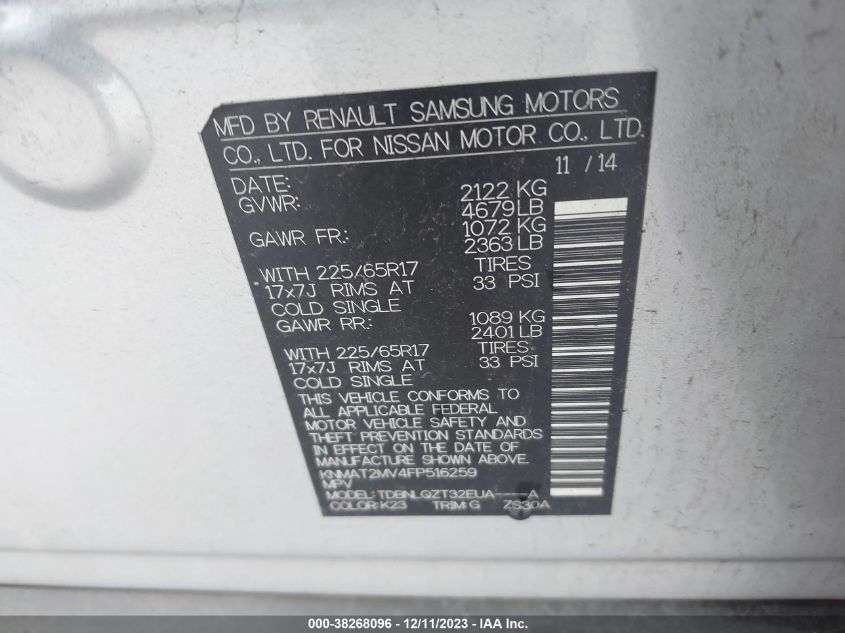 MFD BY RENAULT SAMSUNG MOTORS
CO., LTD. FOR NISSAN MOTOR CO., LTD.
DATE: 11 / 14
GVWR: 2122 KG
4679 LB
GAWR FR.: 1072 KG
2363 LB
WITH 225/65R17 TIRES
17x7J RIMS AT 33 PSI
COLD SINGLE
GAWR RR.: 1089 KG
2401 LB
WITH 225/65R17 TIRES
17x7J RIMS AT 33 PSI
COLD SINGLE
THIS VEHICLE CONFORMS TO
ALL APPLICABLE FEDERAL
MOTOR VEHICLE SAFETY AND
THEFT PREVENTION STANDARDS
IN EFFECT ON THE DATE OF
MANUFACTURE SHOWN ABOVE.
KNMAT2MV4FP516259
MPV
MODEL: TDBNLQZT32EUA----A
COLOR:K23 TRIM:G ZS30A
000-38268096 - 12/11/2023 - IAA Inc.